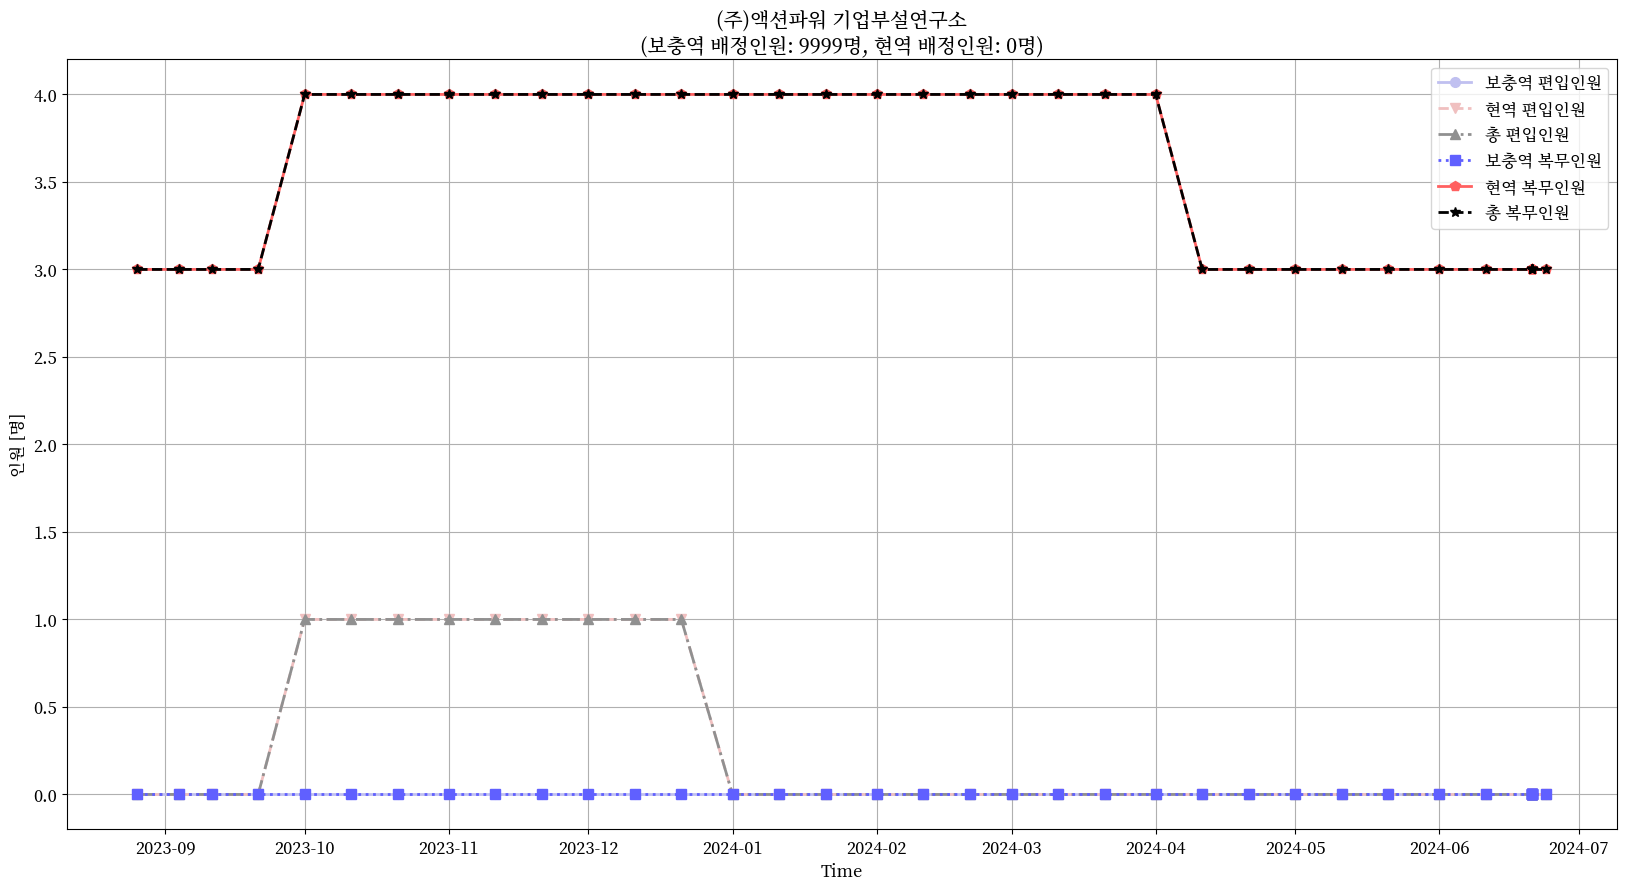 (주)액션파워 기업부설연구소
(보충역 배정인원: 9999명, 현역 배정인원: 0명)
보충역 편입인원
현역 편입인원
총 편입인원
보충역 복무인원
현역 복무인원
총 복무인원
인원 [명]
4.0
3.5
3.0
2.5
2.0
1.5
1.0
0.5
0.0
2023-09
2023-10
2023-11
2023-12
2024-01
2024-02
2024-03
2024-04
2024-05
2024-06
2024-07
Time